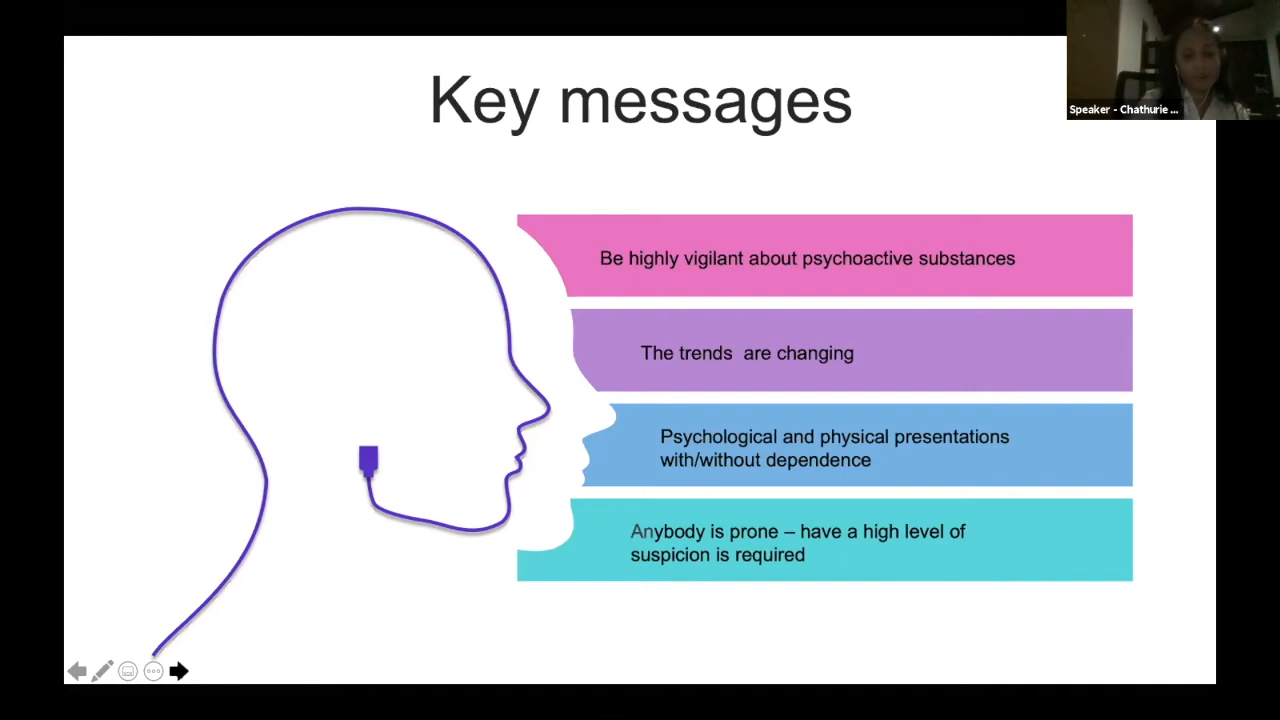 Key messages
Speaker - Chathurie ...
Be highly vigilant about psychoactive substances
The trends  are changing
Psychological and physical presentations
with/without dependence
Anybody is prone – have a high level of
suspicion is required